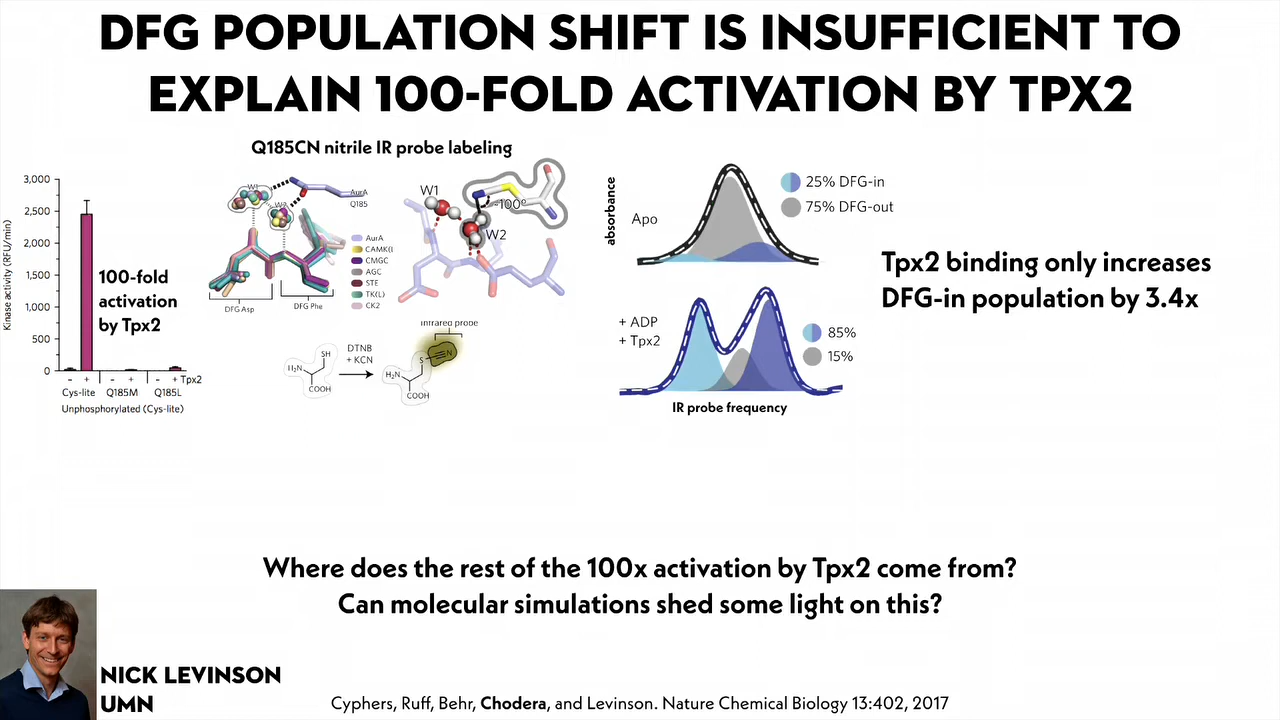 DFG POPULATION SHIFT IS INSUFFICIENT TO
EXPLAIN 100-FOLD ACTIVATION BY TPX2
Q185CN nitrile IR probe labeling
Kinase activity (RFU/min)
3,000
2,500
2,000
1,500
1,000
500
0
100-fold
activation
by Tpx2
- + - + - + Tpx2
Cys-lite Q185M Q185L
Unphosphorylated (Cys-lite)
W1
AurA
Q185
DFG Asp
DFG Phe
AurA
CAMK(L)
CMGC
AGC
STE
TK(L)
CK2
W1
W2
~100°
Infrared probe
SH
H₂N
COOH
DTNB
+ KCN
S
N
H₂N
COOH
absorbance
Apo
25% DFG-in
75% DFG-out
+ ADP
+ Tpx2
85%
15%
IR probe frequency
Tpx2 binding only increases
DFG-in population by 3.4x
Where does the rest of the 100x activation by Tpx2 come from?
Can molecular simulations shed some light on this?
NICK LEVINSON
UMN
Cyphers, Ruff, Behr, Chodera, and Levinson. Nature Chemical Biology 13:402, 2017